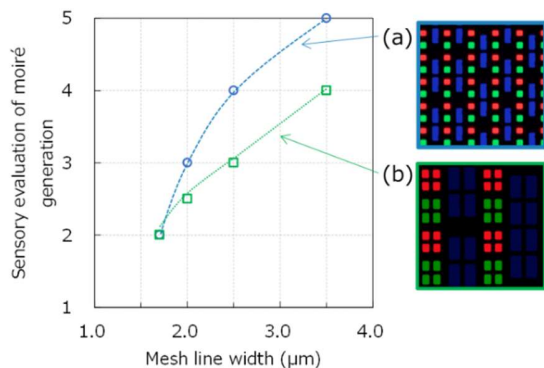 Sensory evaluation of moiré
generation
5
4
3
2
1
1.0 2.0 3.0 4.0
Mesh line width (μm)
(a)
(b)